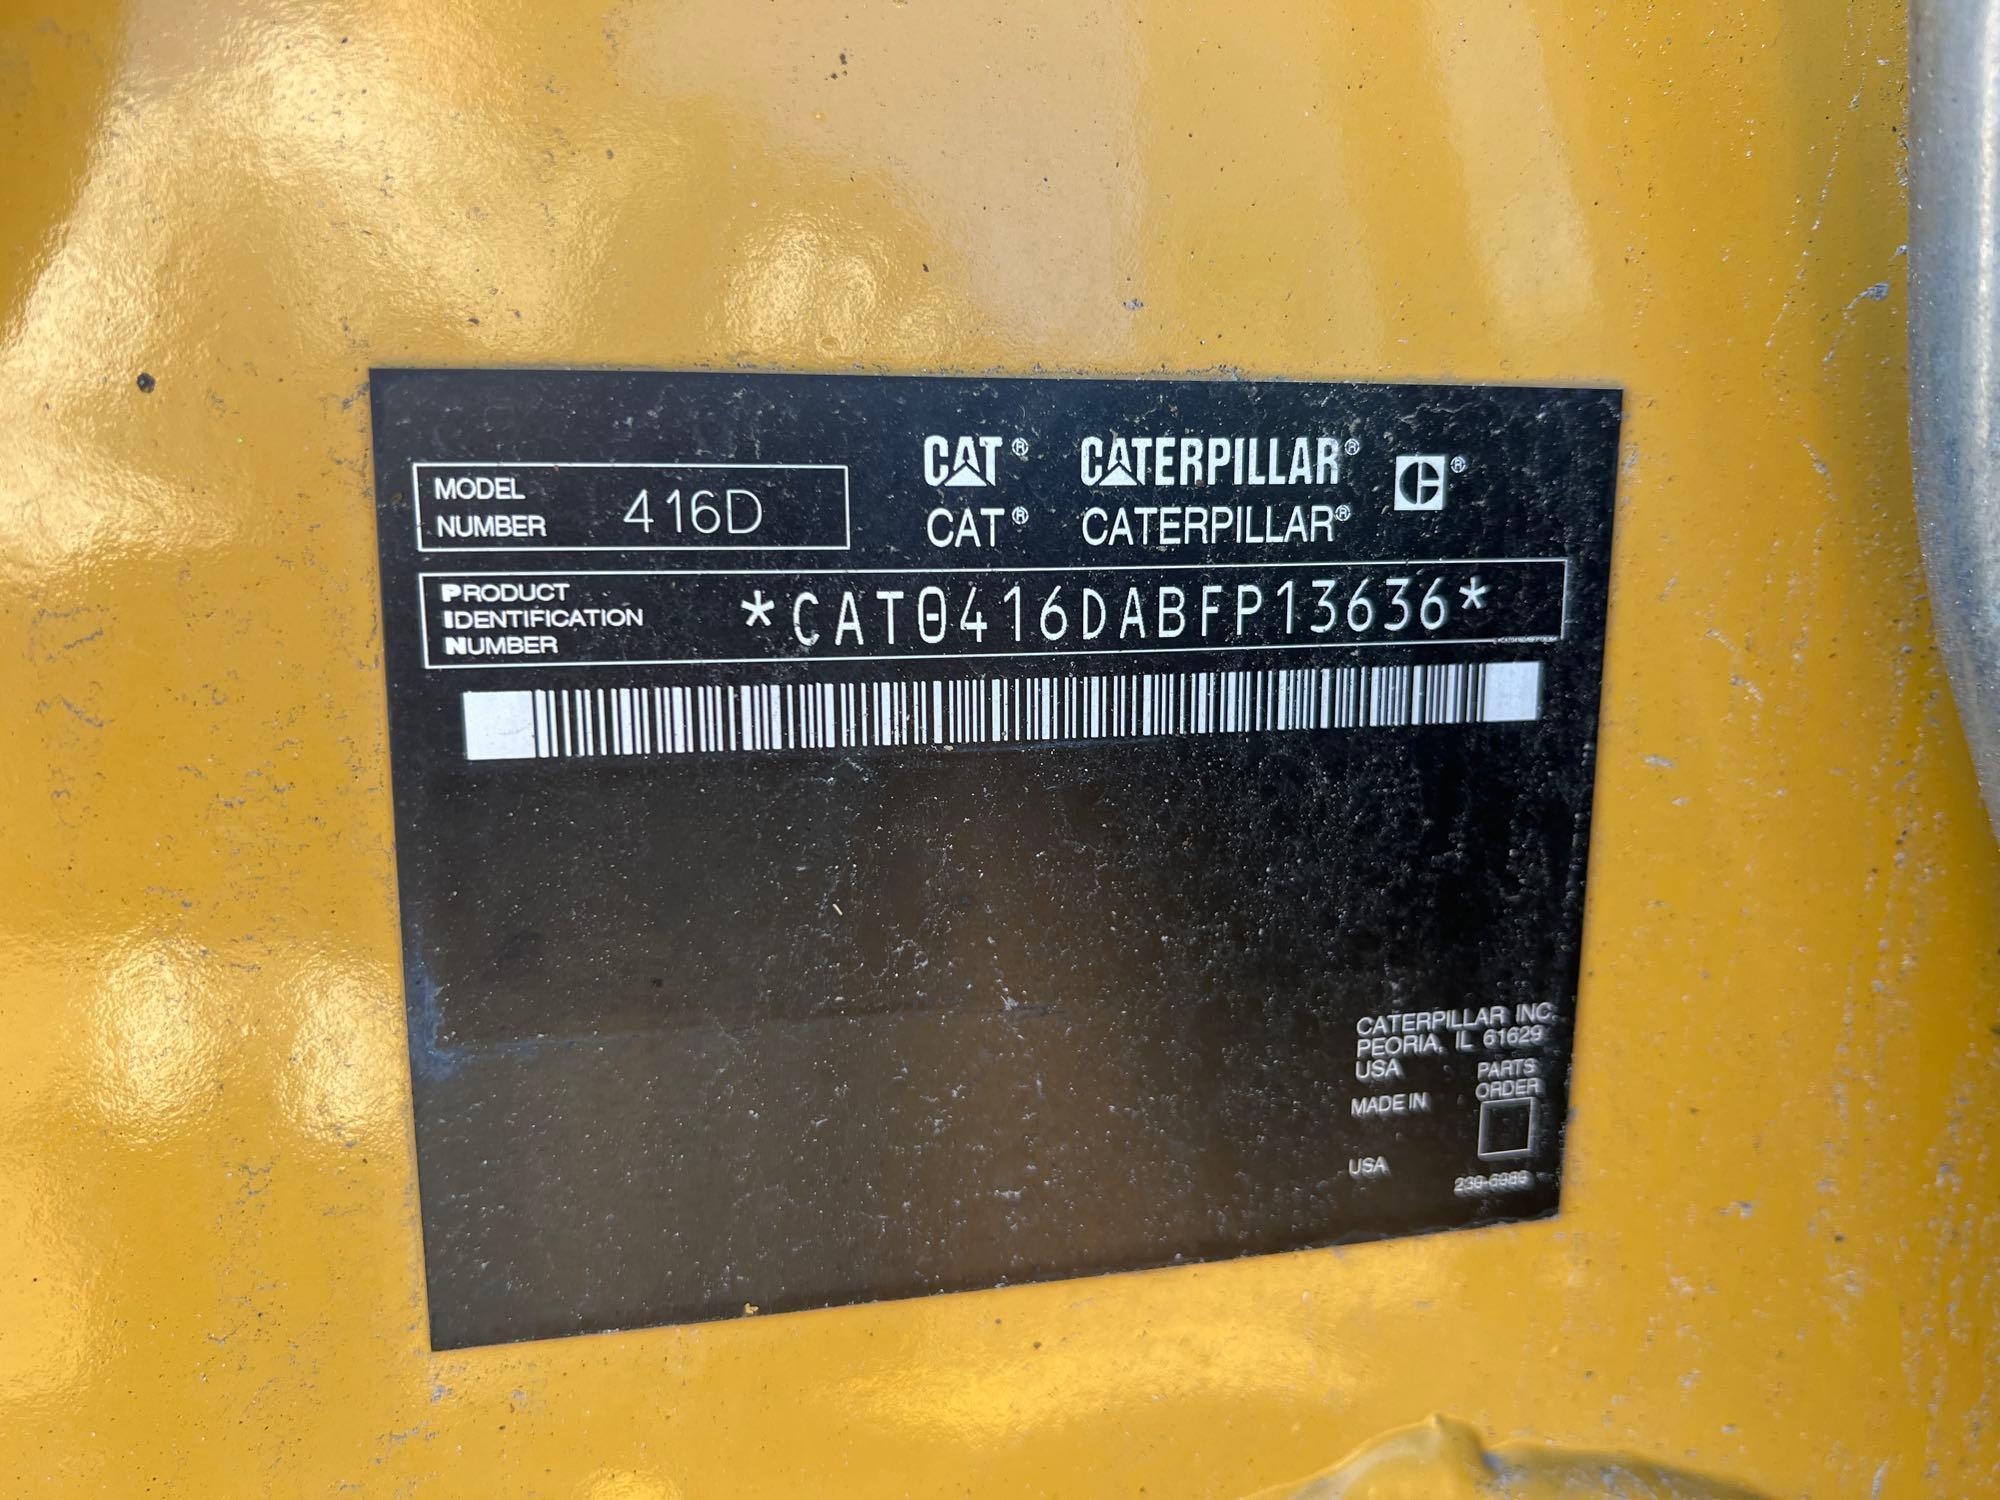 CAT® CATERPILLAR® ®
MODEL
NUMBER 416D
CAT® CATERPILLAR®
PRODUCT
IDENTIFICATION
NUMBER
*CAT0416DABFP13636*
CATERPILLAR INC.
PEORIA, IL 61629
USA
PARTS
ORDER
MADE IN
USA